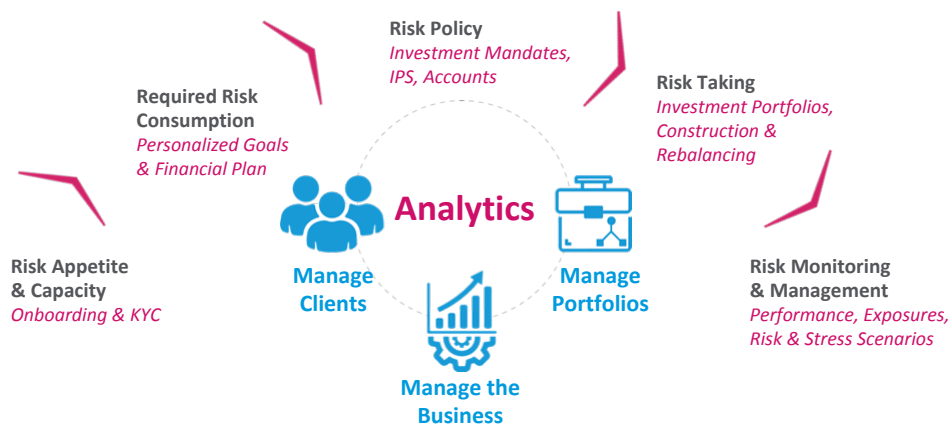 Risk Policy
Investment Mandates,
IPS, Accounts
Required Risk
Consumption
Personalized Goals
& Financial Plan
Risk Taking
Investment Portfolios,
Construction &
Rebalancing
Analytics
Risk Appetite
& Capacity
Onboarding & KYC
Manage
Clients
Manage
Portfolios
Risk Monitoring
& Management
Performance, Exposures,
Risk & Stress Scenarios
Manage the
Business